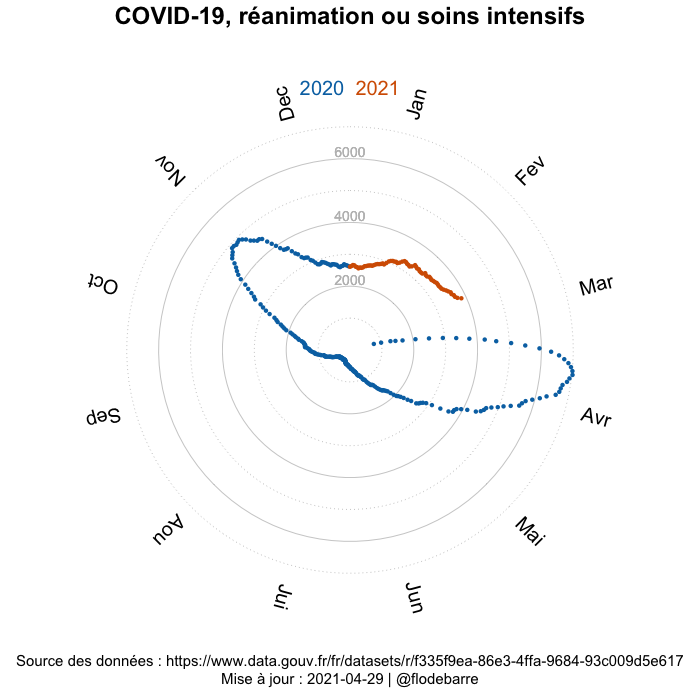 COVID-19, réanimation ou soins intensifs
2020 2021
Dec
Jan
Nov
Fev
6000
4000
2000
Oct
Mar
Sep
Avr
Aou
Mai
Jui
Jun
Source des données : https://www.data.gouv.fr/fr/datasets/r/f335f9ea-86e3-4ffa-9684-93c009d5e617
Mise à jour : 2021-04-29 | @flodebarre